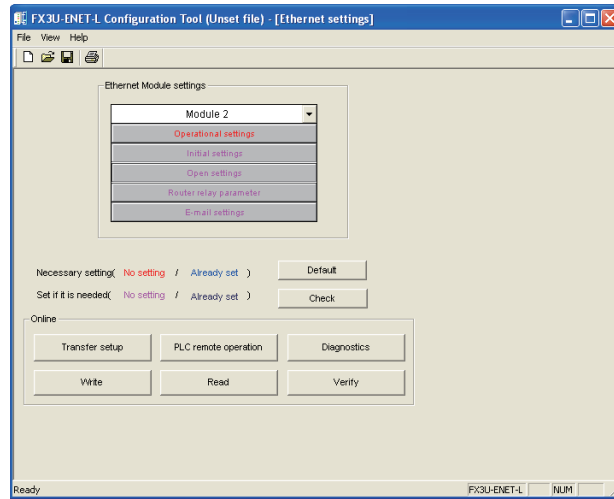 FX3U-ENET-L Configuration Tool (Unset file) - [Ethernet settings]
File View Help
Ethernet Module settings
Module 2
Operational settings
Initial settings
Open settings
Router relay parameter
E-mail settings
Necessary setting( No setting / Already set )
Default
Set if it is needed( No setting / Already set )
Check
Online
Transfer setup PLC remote operation Diagnostics
Write Read Verify
Ready FX3U-ENET-L NUM